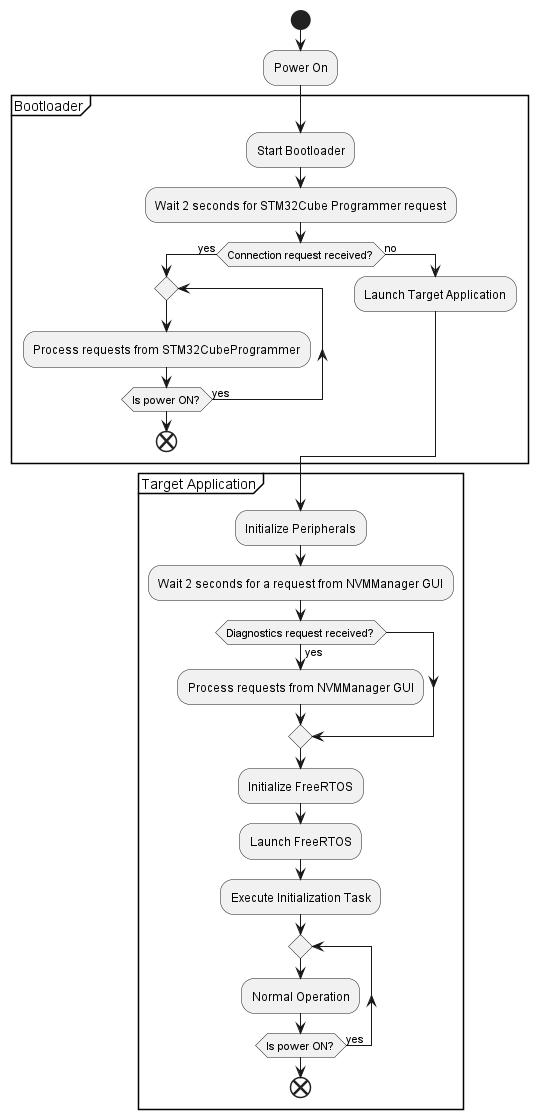 Power On
Bootloader
Start Bootloader
Wait 2 seconds for STM32Cube Programmer request
yes
Connection request received?
no
Launch Target Application
Process requests from STM32CubeProgrammer
Is power ON?
yes
Target Application
Initialize Peripherals
Wait 2 seconds for a request from NVMManager GUI
Diagnostics request received?
yes
Process requests from NVMManager GUI
Initialize FreeRTOS
Launch FreeRTOS
Execute Initialization Task
Normal Operation
Is power ON?
yes